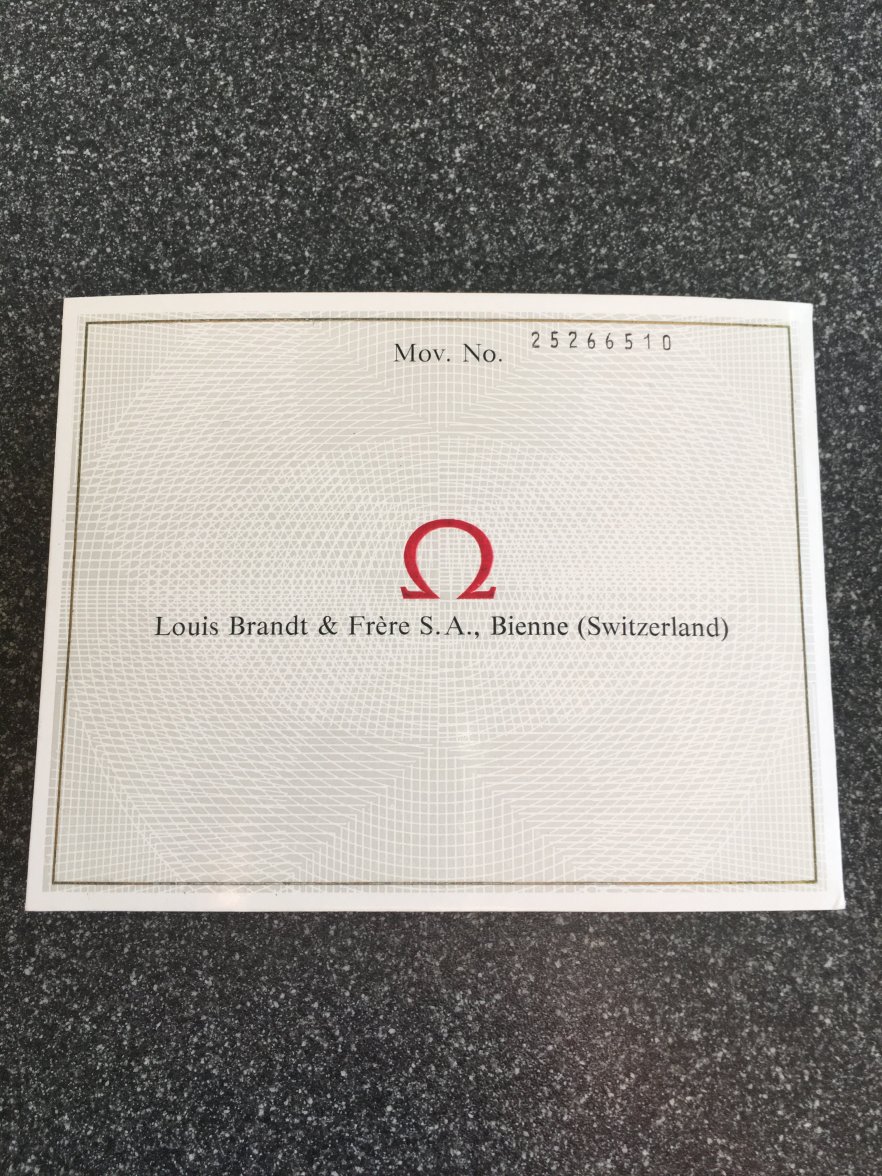 Mov. No. 25266510
Ω
Louis Brandt & Frère S.A., Bienne (Switzerland)